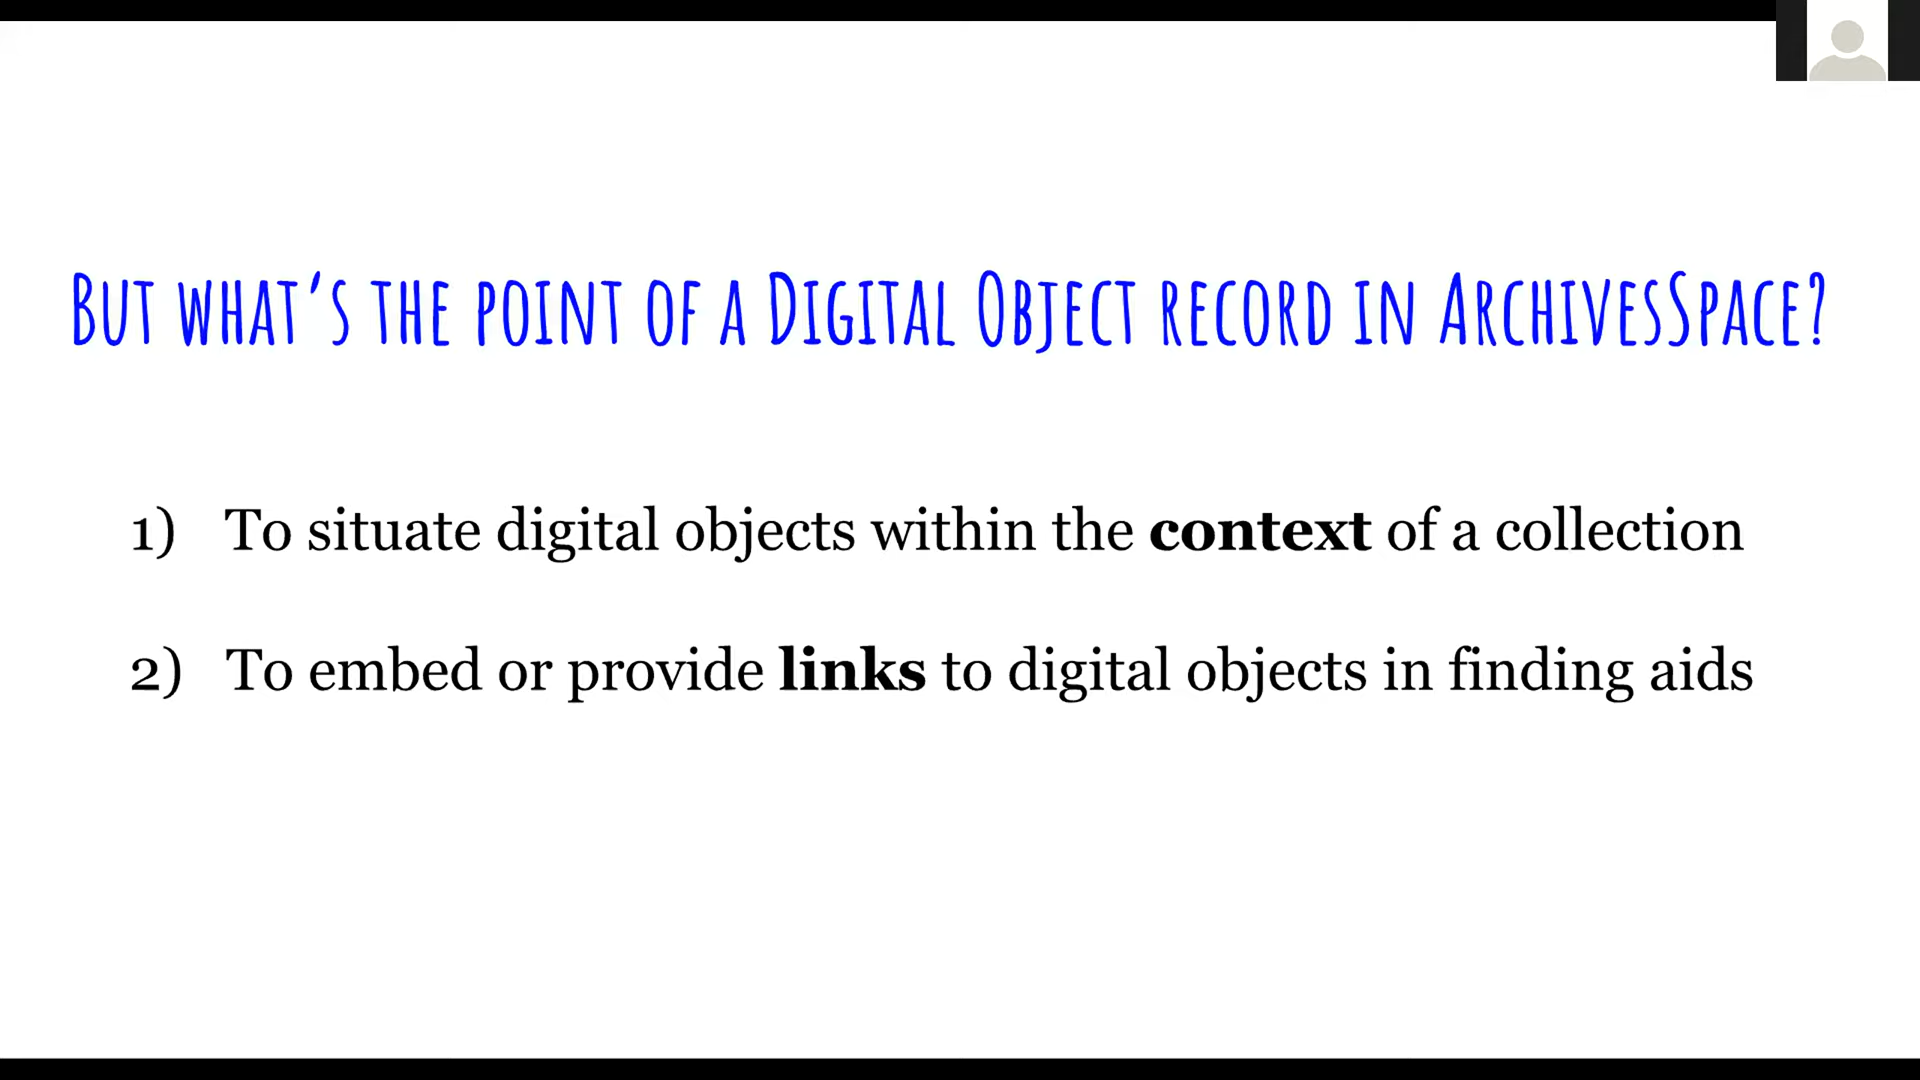 But what's the point of a Digital Object record in ArchivesSpace?
1) To situate digital objects within the context of a collection
2) To embed or provide links to digital objects in finding aids